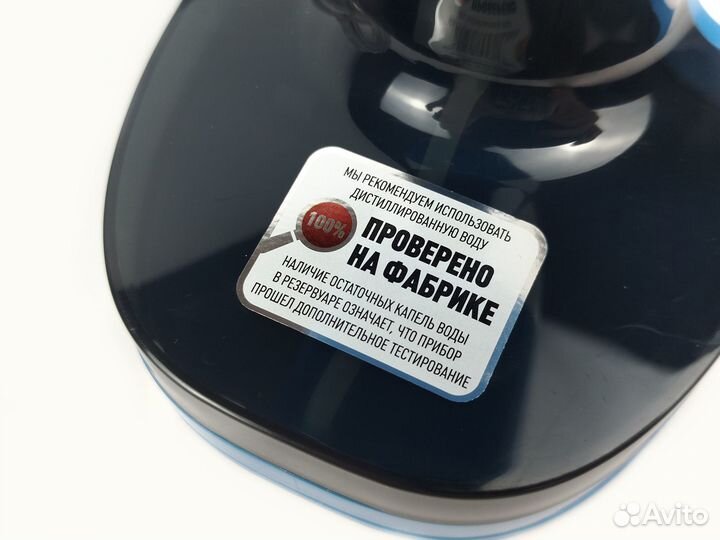 МЫ РЕКОМЕНДУЕМ ИСПОЛЬЗОВАТЬ
ДИСТИЛЛИРОВАННУЮ ВОДУ
100%
ПРОВЕРЕНО
НА ФАБРИКЕ
НАЛИЧИЕ ОСТАТОЧНЫХ КАПЕЛЬ ВОДЫ
В РЕЗЕРВУАРЕ ОЗНАЧАЕТ, ЧТО ПРИБОР
ПРОШЕЛ ДОПОЛНИТЕЛЬНОЕ ТЕСТИРОВАНИЕ
Avito